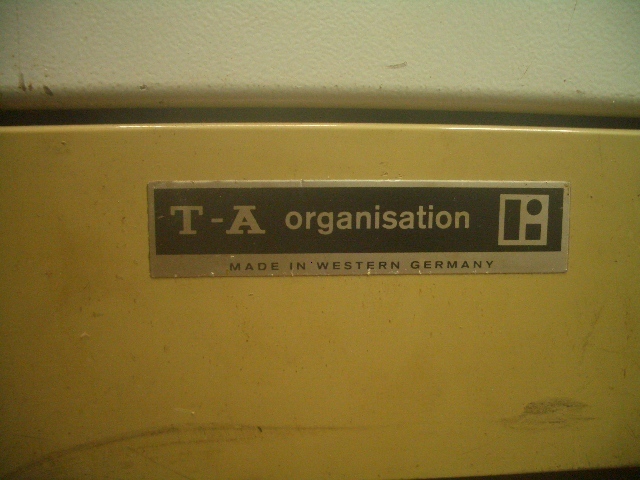 T-A organisation
MADE IN WESTERN GERMANY